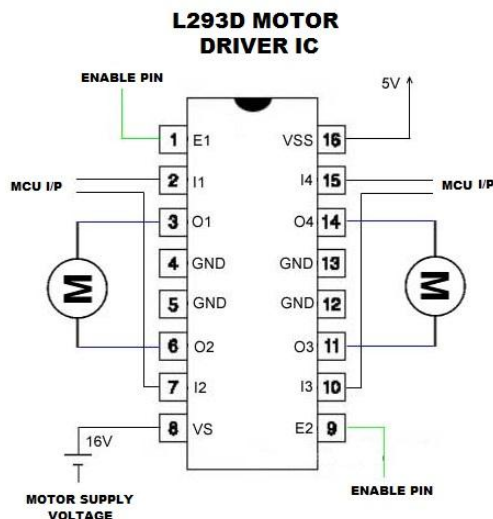 L293D MOTOR
DRIVER IC
ENABLE PIN
5V
1 E1 VSS 16
2 I1 I4 15
MCU I/P
MCU I/P
3 O1 O4 14
4 GND GND 13
M
M
5 GND GND 12
6 O2 O3 11
7 I2 I3 10
8 VS E2 9
16V
MOTOR SUPPLY
VOLTAGE
ENABLE PIN